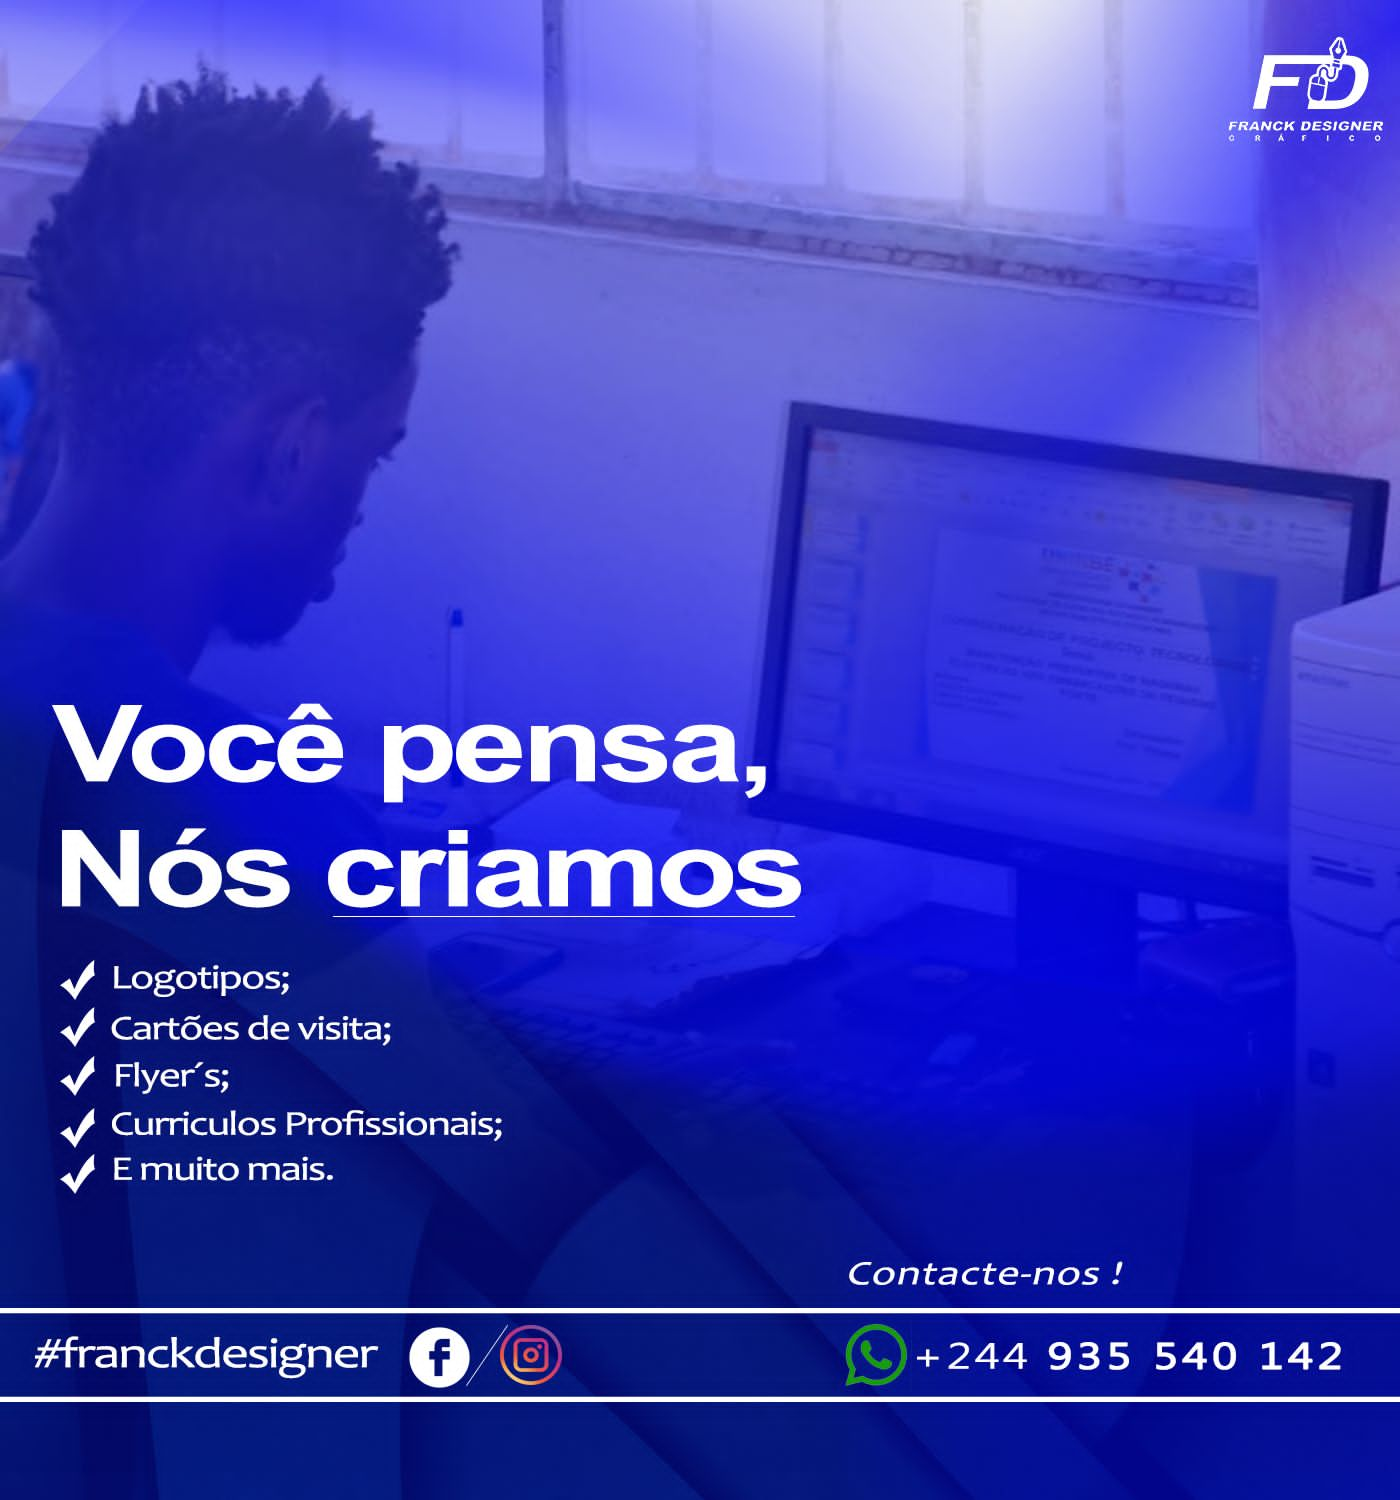 FD
FRANCK DESIGNER
GRÁFICO
Você pensa,
Nós criamos
Logotipos;
Cartões de visita;
Flyer´s;
Curriculos Profissionais;
E muito mais.
Contacte-nos !
#franckdesigner
+244 935 540 142